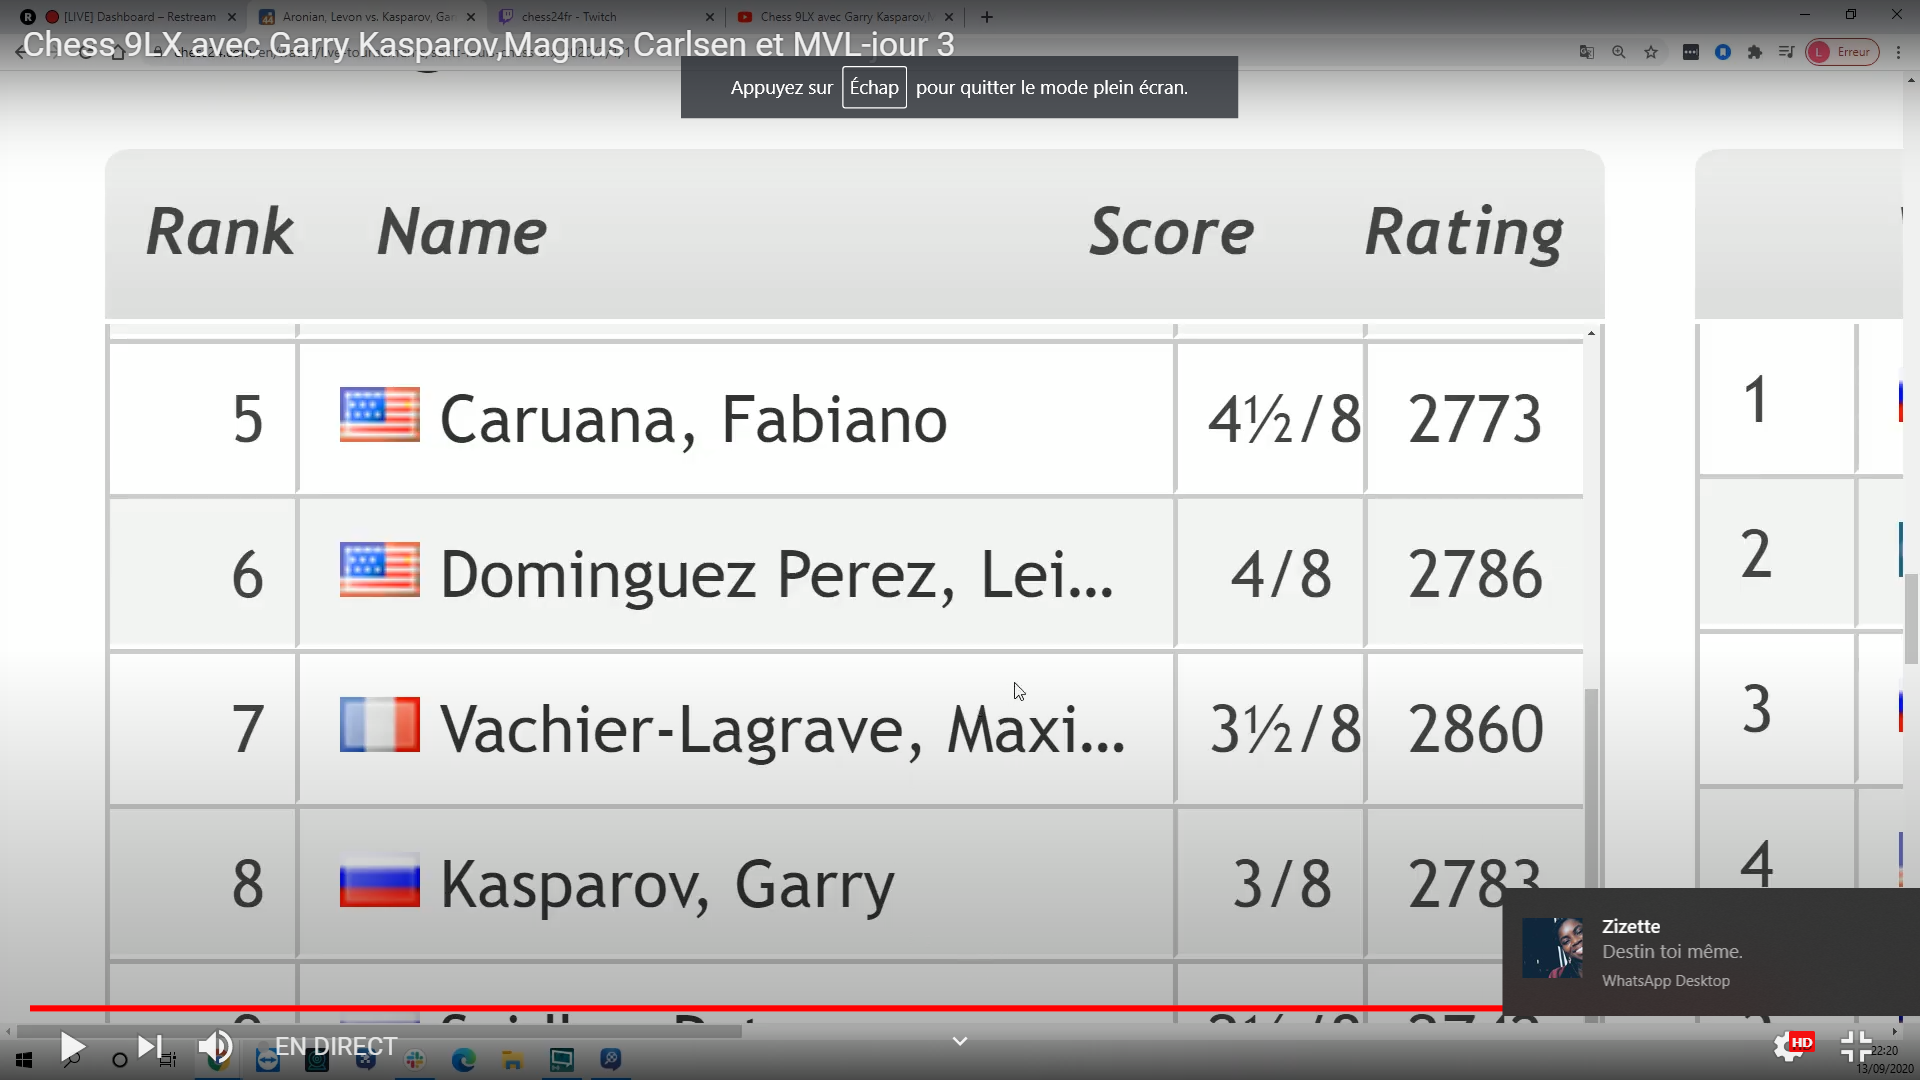 [LIVE] Dashboard – Restream
Aronian, Levon vs. Kasparov, Gar
chess24fr - Twitch
Chess 9LX avec Garry Kasparov,
Chess 9LX avec Garry Kasparov,Magnus Carlsen et MVL-jour 3
L Erreur
Appuyez sur Échap pour quitter le mode plein écran.
Rank Name Score Rating
5 Caruana, Fabiano 4½/8 2773 1
6 Dominguez Perez, Lei... 4/8 2786 2
7 Vachier-Lagrave, Maxi... 3½/8 2860 3
8 Kasparov, Garry 3/8 2783 4
Zizette
Destin toi même.
WhatsApp Desktop
EN DIRECT
HD
22:20
13/09/2020